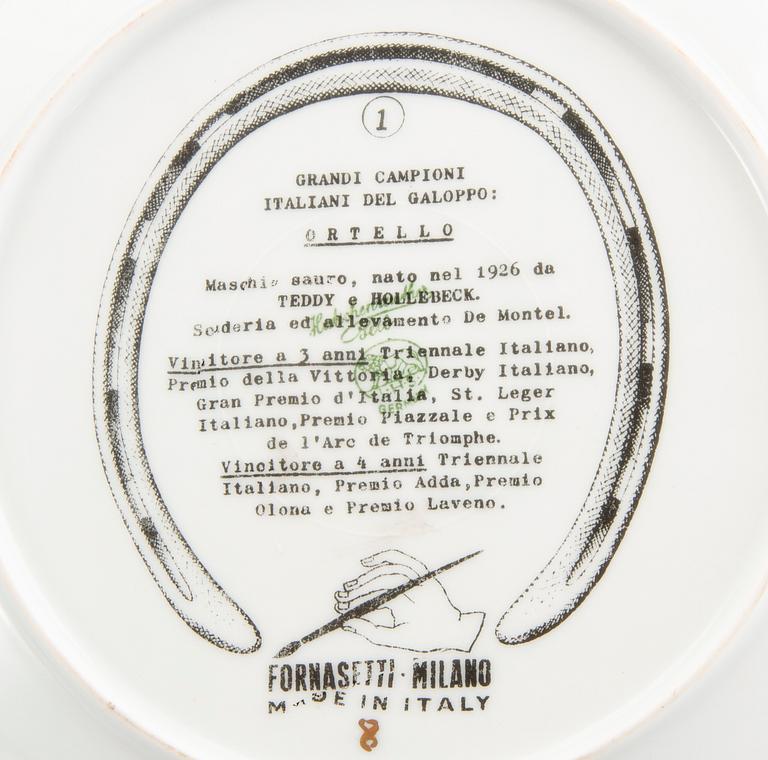 1
GRANDI CAMPIONI
ITALIANI DEL GALOPPO:
ORTELLO
Maschio sauro, nato nel 1926 da
TEDDY e HOLLEBECK.
Scuderia ed allevamento De Montel.
Vincitore a 3 anni Triennale Italiano,
Premio della Vittoria, Derby Italiano,
Gran Premio d'Italia, St. Leger
Italiano,Premio Piazzale e Prix
de l'Arc de Triomphe.
Vincitore a 4 anni Triennale
Italiano, Premio Adda,Premio
Olona e Premio Laveno.
FORNASETTI·MILANO
MADE IN ITALY
8